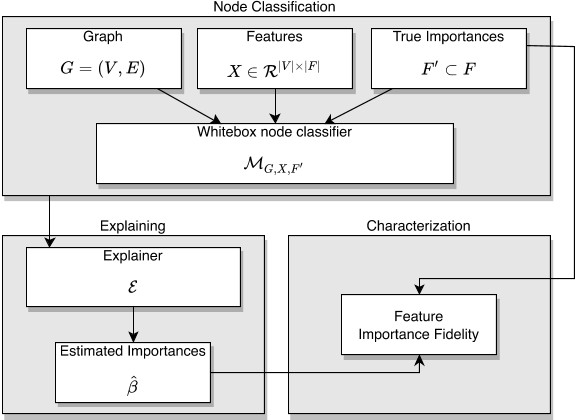 Node Classification
Graph
G = (V, E)
Features
X ∈ ℛ^{|V|×|F|}
True Importances
F′ ⊂ F
Whitebox node classifier
ℳ_{G,X,F′}
Explaining
Explainer
ℰ
Estimated Importances
β̂
Characterization
Feature
Importance Fidelity